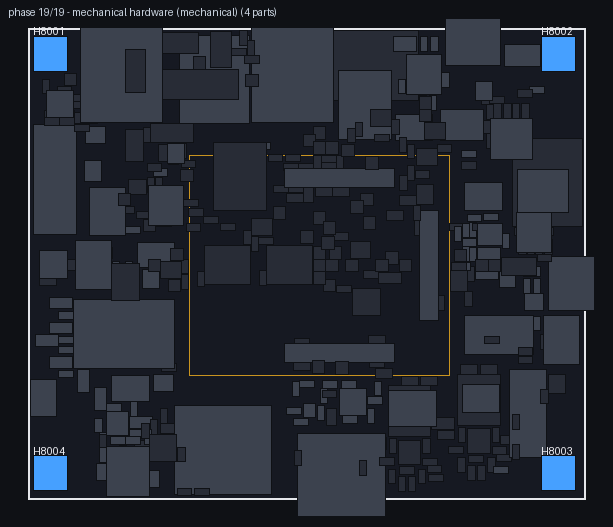 phase 19/19 - mechanical hardware (mechanical) (4 parts)
H8001
H8002
H8004
H8003